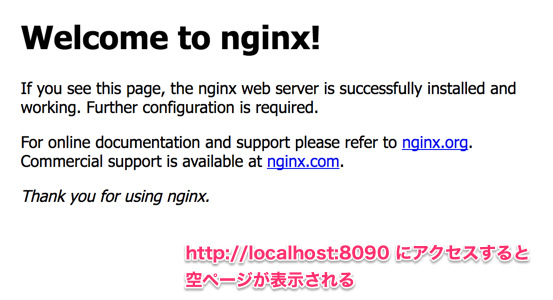 Welcome to nginx!
If you see this page, the nginx web server is successfully installed and
working. Further configuration is required.
For online documentation and support please refer to nginx.org.
Commercial support is available at nginx.com.
Thank you for using nginx.
http://localhost:8090 にアクセスすると
空ページが表示される